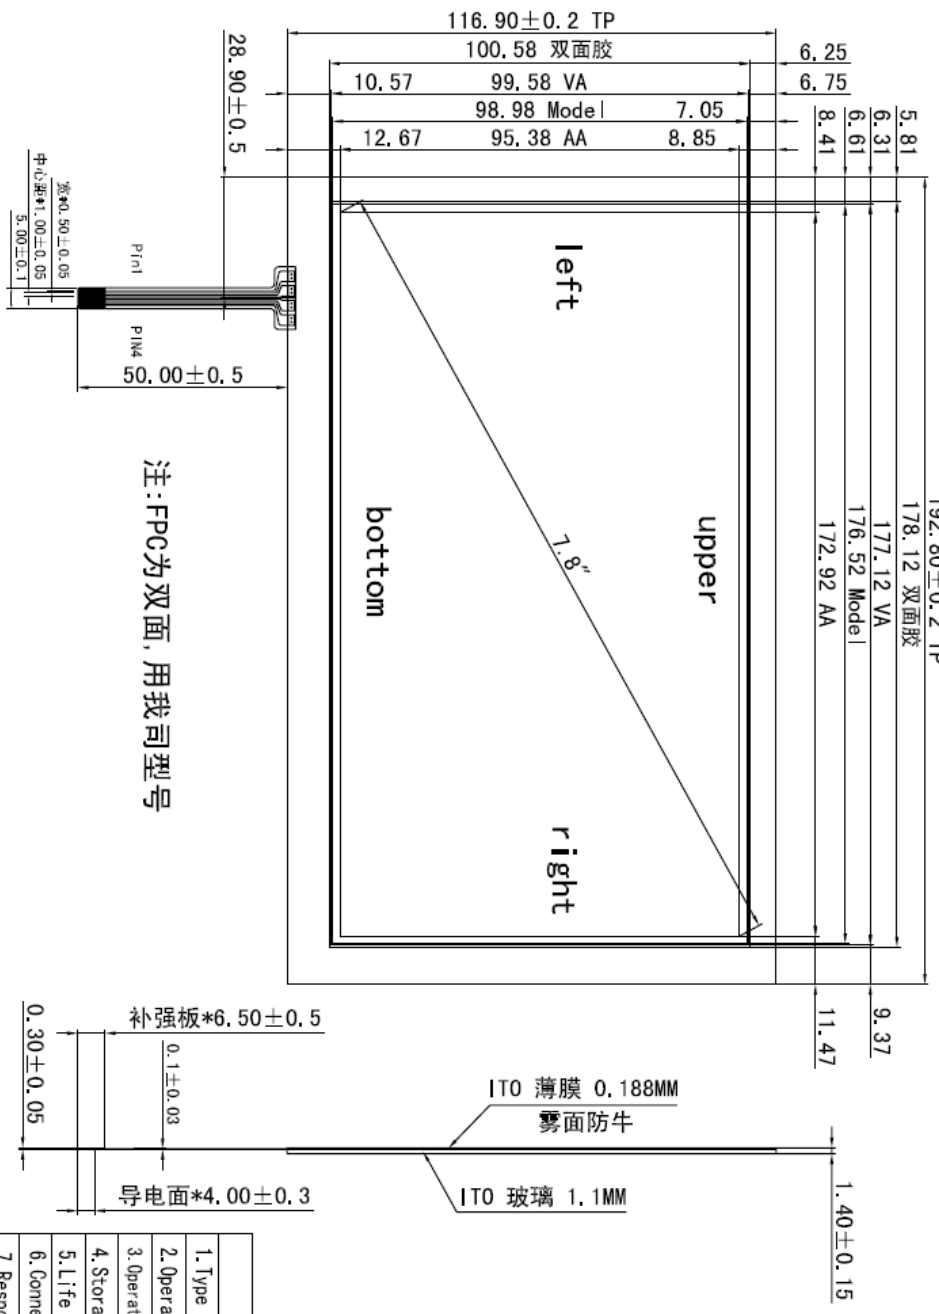 116.90±0.2 TP
100.58 双面胶
6.25
10.57
99.58 VA
6.75
98.98 Model
7.05
12.67
95.38 AA
8.85
28.90±0.5
8.41
6.61
6.31
5.81
中心距*1.00±0.05
宽*0.50±0.05
5.00±0.1
Pin1
PIN4
50.00±0.5
left
upper
bottom
right
7.8"
192.80±0.2 TP
178.12 双面胶
177.12 VA
176.52 Model
172.92 AA
注:FPC为双面,用我司型号
9.37
11.47
补强板*6.50±0.5
0.30±0.05
0.1±0.03
导电面*4.00±0.3
ITO 薄膜 0.188MM
雾面防牛
ITO 玻璃 1.1MM
1.40±0.15
1.Type
2.Opera
3.Operat
4.Stora
5.Life
6.Conne
7.Respo